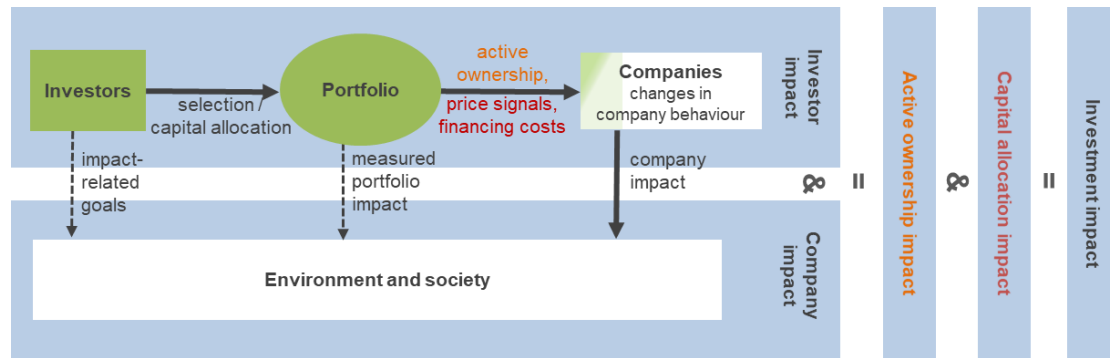 Investors
selection /
capital allocation
Portfolio
active
ownership,
price signals,
financing costs
Companies
changes in
company behaviour
impact-
related
goals
measured
portfolio
impact
company
impact
Environment and society
Investor
impact
&
Company
impact
=
Active ownership impact
&
Capital allocation impact
=
Investment impact